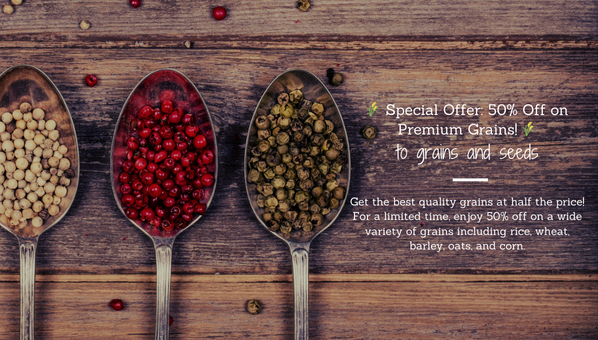 🌾 Special Offer: 50% Off on
Premium Grains! 🌾
to grains and seeds
Get the best quality grains at half the price!
For a limited time, enjoy 50% off on a wide
variety of grains including rice, wheat,
barley, oats, and corn.